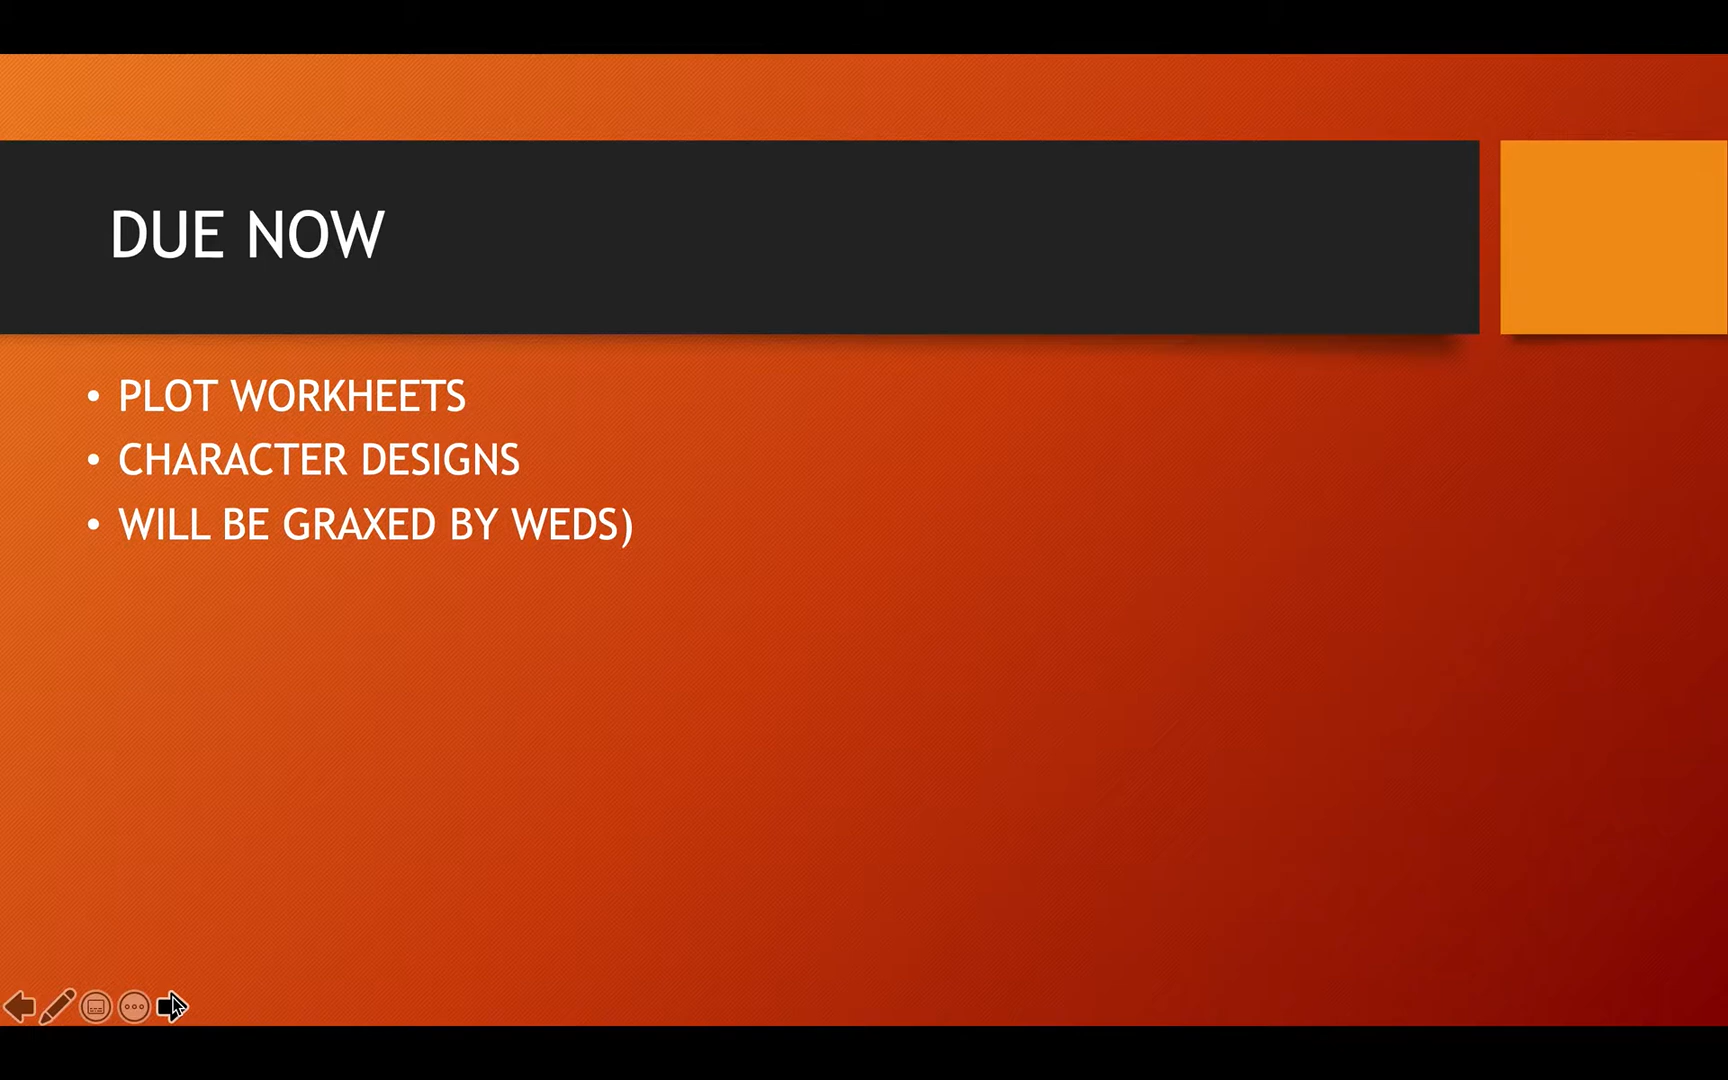 DUE NOW
• PLOT WORKHEETS
• CHARACTER DESIGNS
• WILL BE GRAXED BY WEDS)